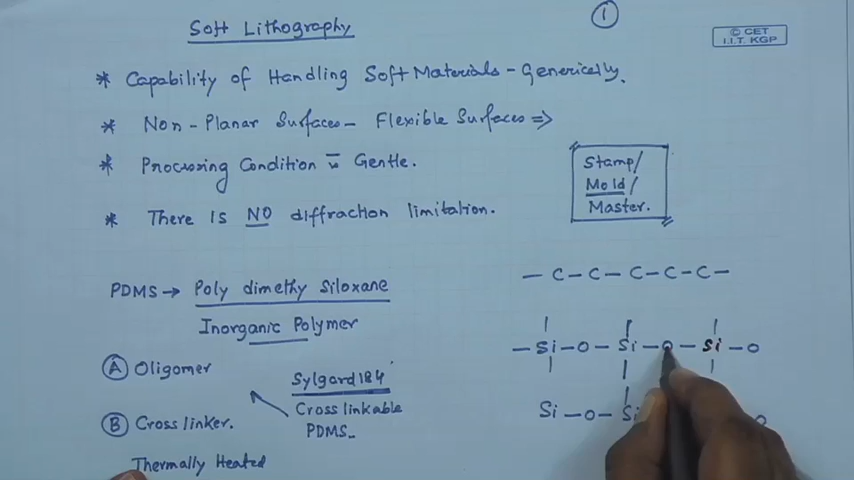 Soft Lithography
1
© CET
I.I.T. KGP
* Capability of Handling Soft Materials - Generically.
* Non-Planar Surfaces - Flexible Surfaces ⇒
* Processing Condition is Gentle.
Stamp/
Mold/
Master.
* There is NO diffraction limitation.
PDMS → Poly dimethy Siloxane
Inorganic Polymer
- C - C - C - C - C -
- Si - O - Si - O - Si - O
A Oligomer
Sylgard 184
Cross linkable
PDMS
Si - O - Si
B Cross linker.
Thermally Heated